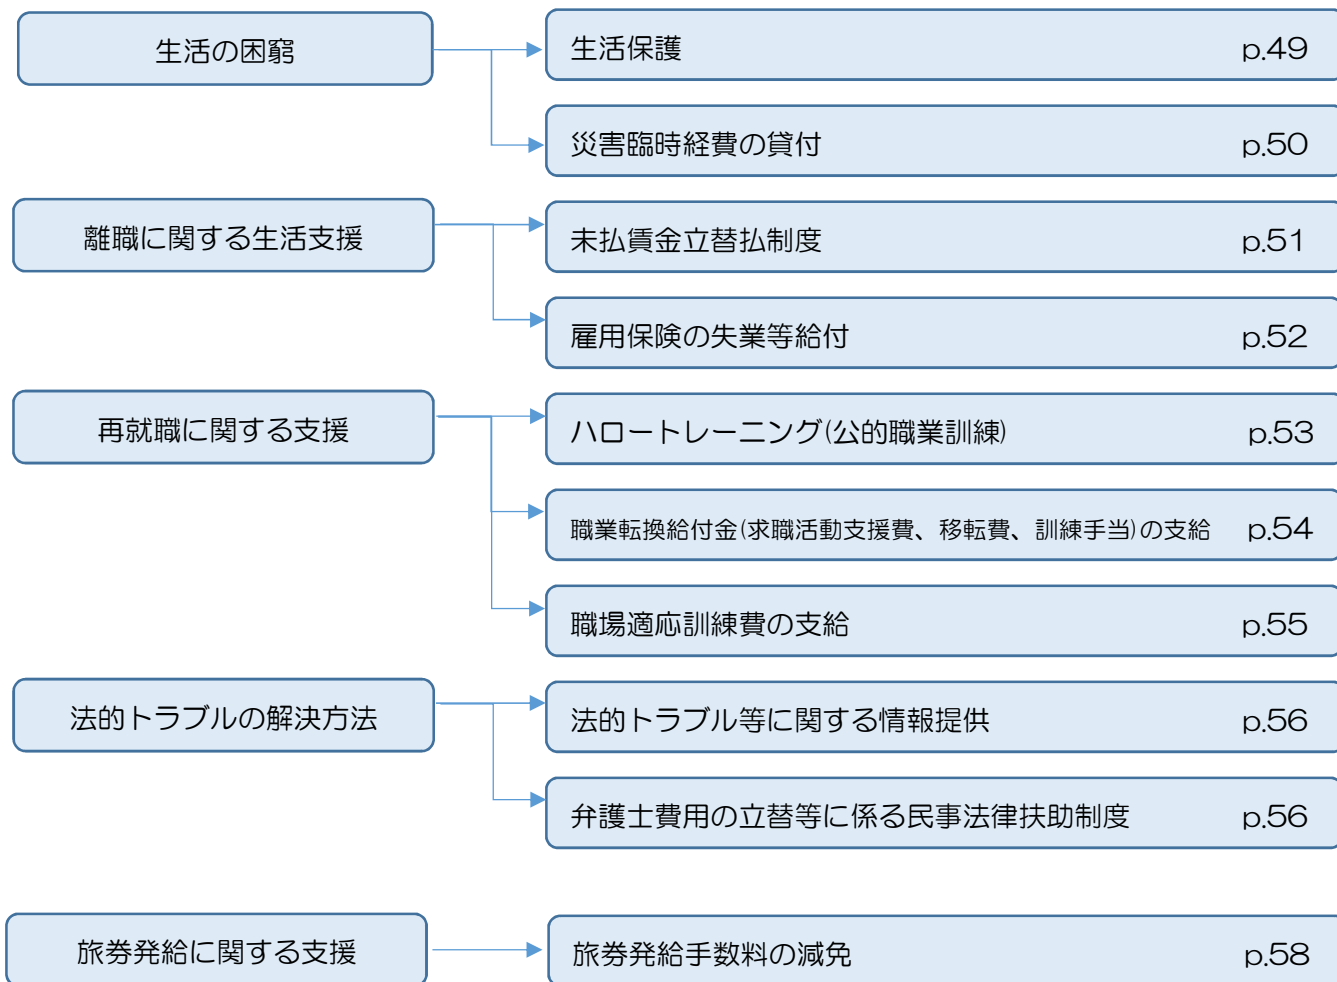 生活の困窮
生活保護 p.49
災害臨時経費の貸付 p.50
離職に関する生活支援
未払賃金立替払制度 p.51
雇用保険の失業等給付 p.52
再就職に関する支援
ハロートレーニング(公的職業訓練) p.53
職業転換給付金(求職活動支援費、移転費、訓練手当)の支給 p.54
職場適応訓練費の支給 p.55
法的トラブルの解決方法
法的トラブル等に関する情報提供 p.56
弁護士費用の立替等に係る民事法律扶助制度 p.56
旅券発給に関する支援
旅券発給手数料の減免 p.58